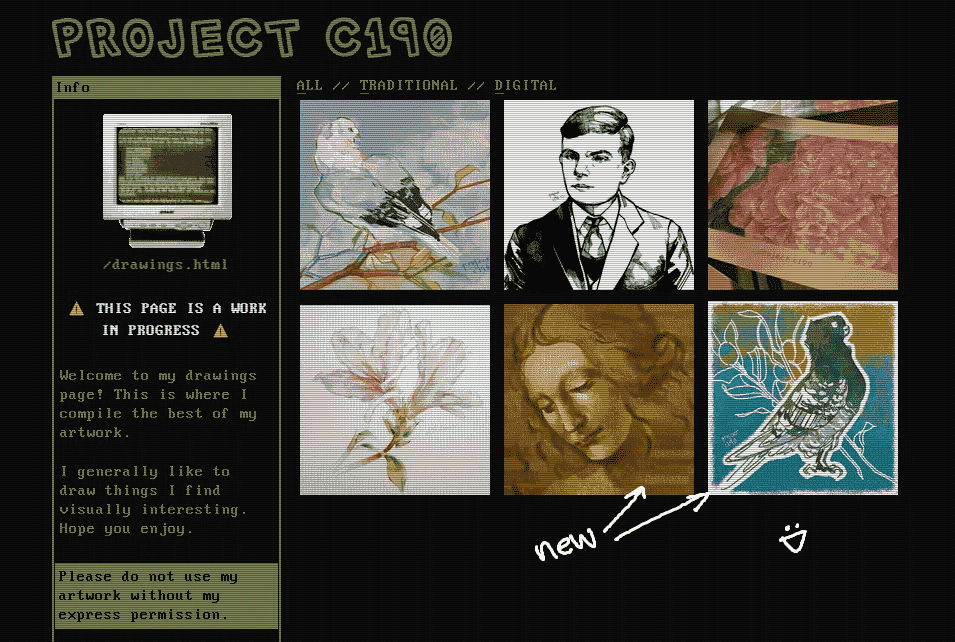 PROJECT C190
Info
ALL // TRADITIONAL // DIGITAL
/drawings.html
⚠ THIS PAGE IS A WORK
IN PROGRESS ⚠
Welcome to my drawings
page! This is where I
compile the best of my
artwork.
I generally like to
draw things I find
visually interesting.
Hope you enjoy.
Please do not use my
artwork without my
express permission.
new